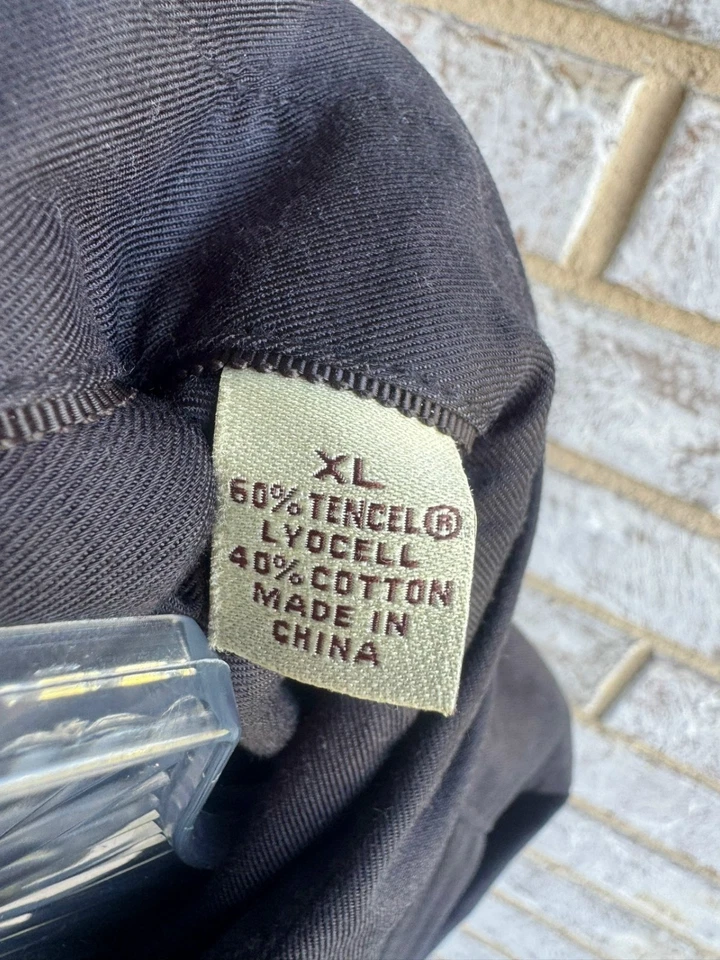 XL
60% TENCEL®
LYOCELL
40% COTTON
MADE IN
CHINA